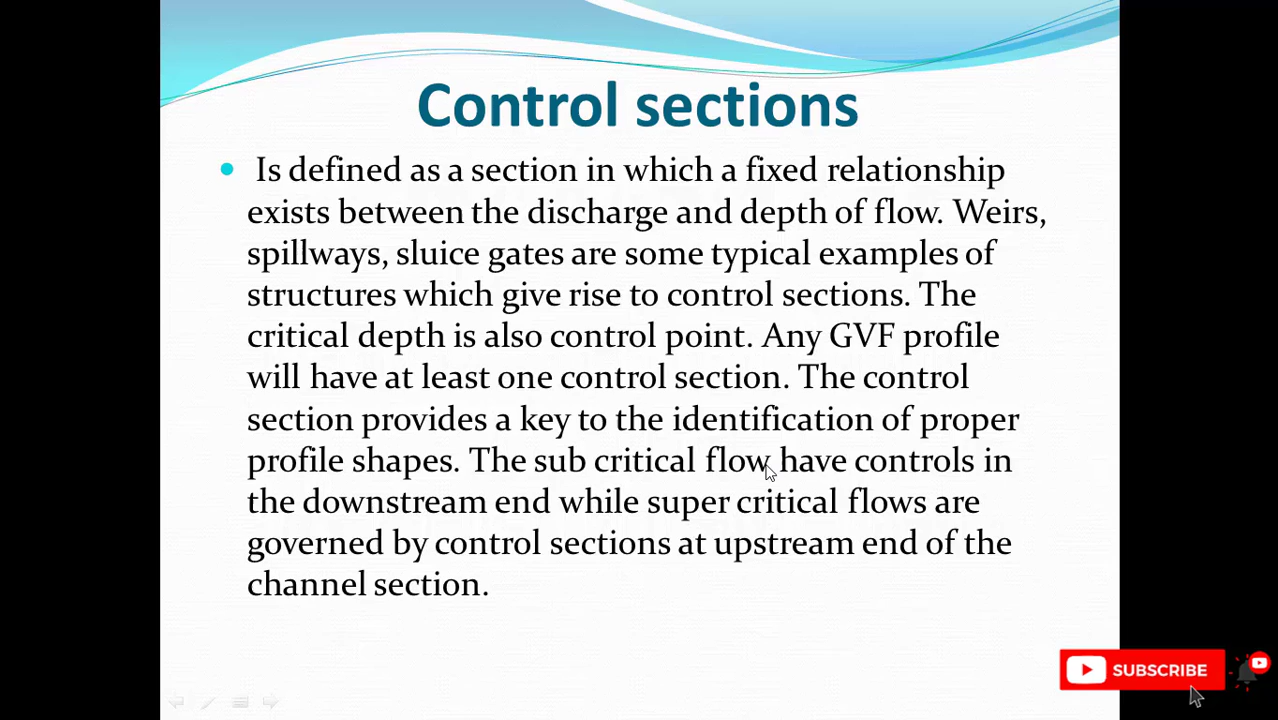 Control sections
Is defined as a section in which a fixed relationship
exists between the discharge and depth of flow. Weirs,
spillways, sluice gates are some typical examples of
structures which give rise to control sections. The
critical depth is also control point. Any GVF profile
will have at least one control section. The control
section provides a key to the identification of proper
profile shapes. The sub critical flow have controls in
the downstream end while super critical flows are
governed by control sections at upstream end of the
channel section.
SUBSCRIBE